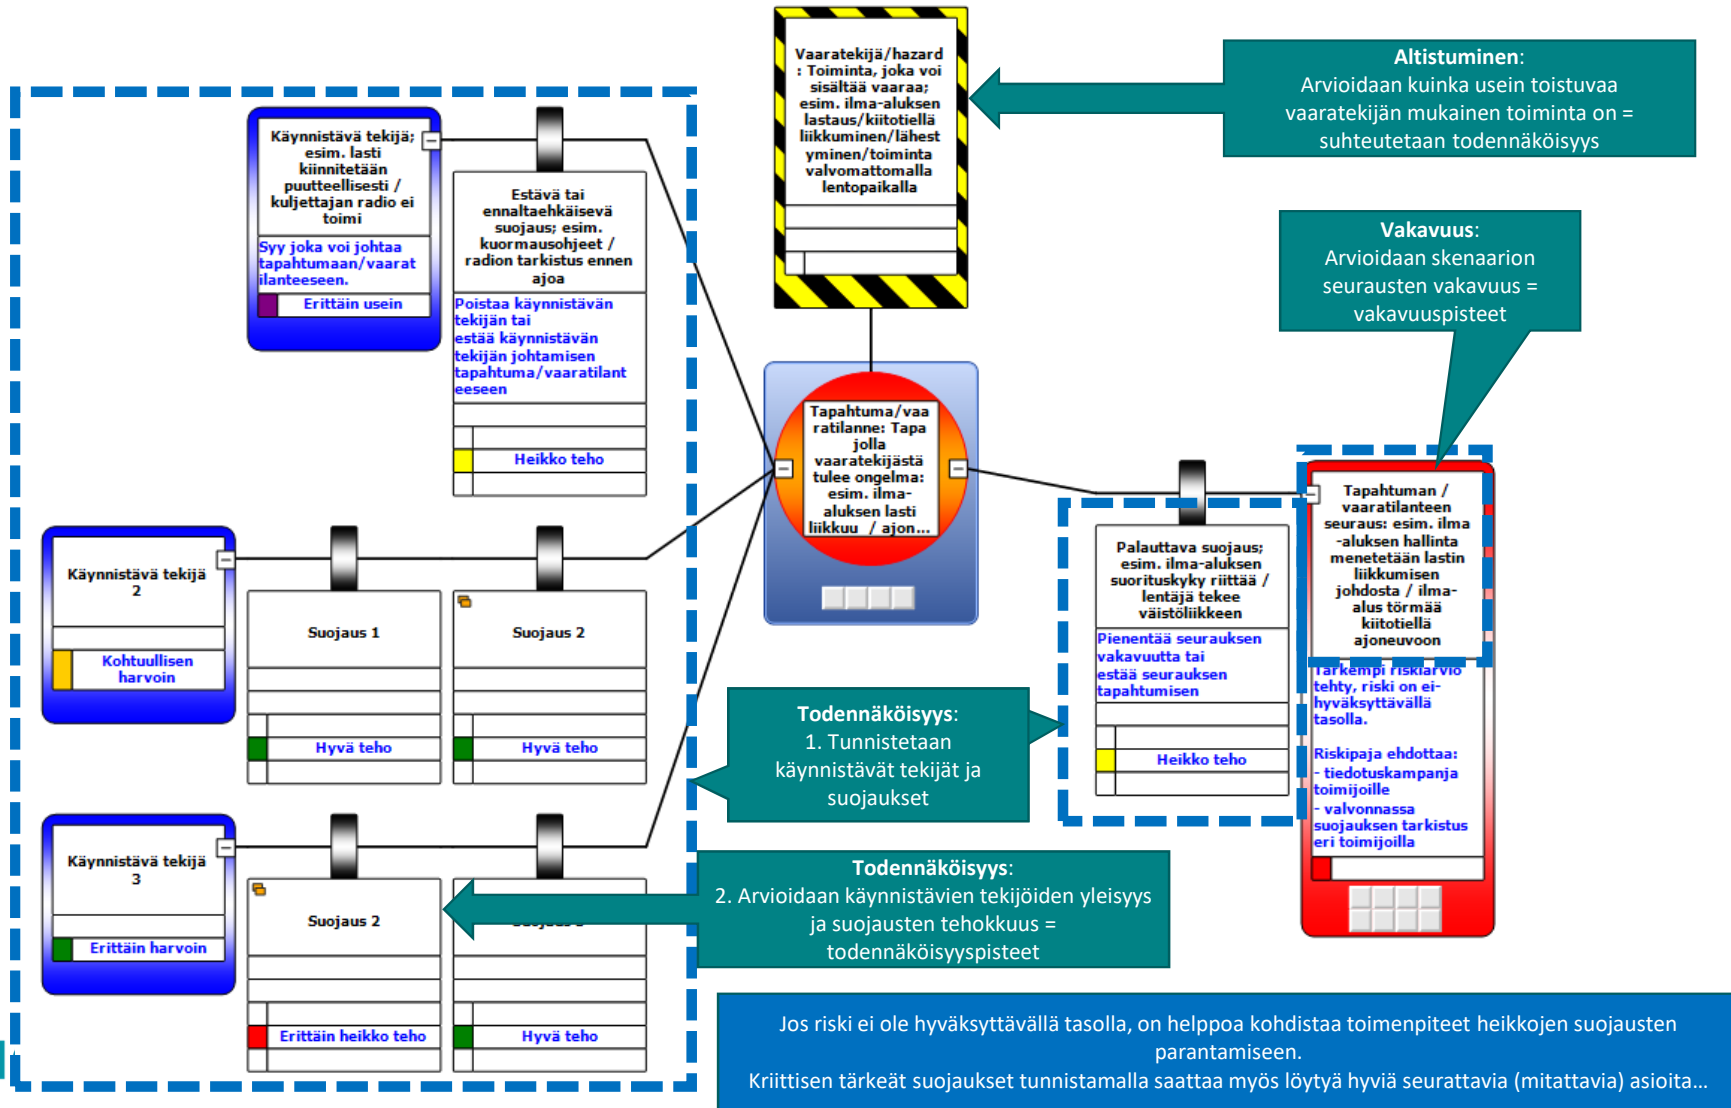 Vaaratekijä/hazard
: Toiminta, joka voi
sisältää vaaraa;
esim. ilma-aluksen
lastaus/kiitotiellä
liikkuminen/lähest
yminen/toiminta
valvomattomalla
lentopaikalla
Altistuminen:
Arvioidaan kuinka usein toistuvaa
vaaratekijän mukainen toiminta on =
suhteutetaan todennäköisyys
Käynnistävä tekijä;
esim. lasti
kiinnitetään
puutteellisesti /
kuljettajan radio ei
toimi
Syy joka voi johtaa
tapahtumaan/vaarat
ilanteeseen.
Erittäin usein
Estävä tai
ennaltaehkäisevä
suojaus; esim.
kuormausohjeet /
radion tarkistus ennen
ajoa
Poistaa käynnistävän
tekijän tai
estää käynnistävän
tekijän johtamisen
tapahtuma/vaaratilant
eeseen
Heikko teho
Vakavuus:
Arvioidaan skenaarion
seurausten vakavuus =
vakavuuspisteet
Tapahtuma/vaa
ratilanne: Tapa
jolla
vaaratekijästä
tulee ongelma:
esim. ilma-
aluksen lasti
liikkuu / ajon...
Käynnistävä tekijä
2
Kohtuullisen
harvoin
Suojaus 1
Hyvä teho
Suojaus 2
Hyvä teho
Palauttava suojaus;
esim. ilma-aluksen
suorituskyky riittää /
lentäjä tekee
väistöliikkeen
Pienentää seurauksen
vakavuutta tai
estää seurauksen
tapahtumisen
Heikko teho
Tapahtuman /
vaaratilanteen
seuraus: esim. ilma
-aluksen hallinta
menetetään lastin
liikkumisen
johdosta / ilma-
alus törmää
kiitotiellä
ajoneuvoon
Tarkempi riskiarvio
tehty, riski on ei-
hyväksyttävällä
tasolla.
Riskipaja ehdottaa:
- tiedotuskampanja
toimijoille
- valvonnassa
suojauksen tarkistus
eri toimijoilla
Todennäköisyys:
1. Tunnistetaan
käynnistävät tekijät ja
suojaukset
Käynnistävä tekijä
3
Erittäin harvoin
Suojaus 2
Erittäin heikko teho
Hyvä teho
Todennäköisyys:
2. Arvioidaan käynnistävien tekijöiden yleisyys
ja suojausten tehokkuus =
todennäköisyyspisteet
Jos riski ei ole hyväksyttävällä tasolla, on helppoa kohdistaa toimenpiteet heikkojen suojausten
parantamiseen.
Kriittisen tärkeät suojaukset tunnistamalla saattaa myös löytyä hyviä seurattavia (mitattavia) asioita...